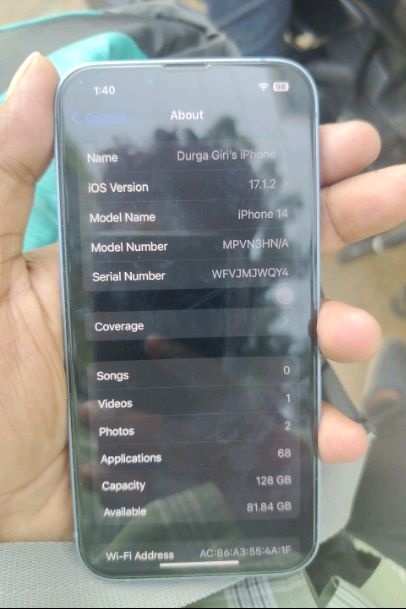 1:40 98
General
About
Name Durga Giri's iPhone
iOS Version 17.1.2
Model Name iPhone 14
Model Number MPVN3HN/A
Serial Number WFVJMJWQY4
Coverage
Songs 0
Videos 1
Photos 2
Applications 68
Capacity 128 GB
Available 81.84 GB
Wi-Fi Address AC:86:A3:55:4A:1F